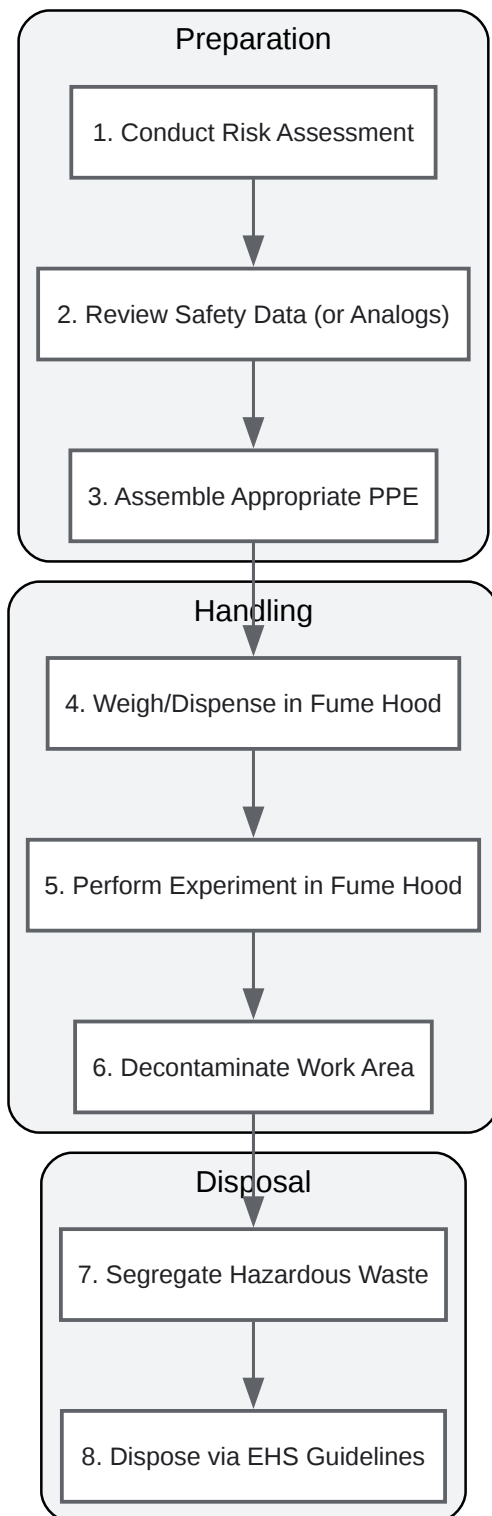 Preparation
1. Conduct Risk Assessment
2. Review Safety Data (or Analogs)
3. Assemble Appropriate PPE
Handling
4. Weigh/Dispense in Fume Hood
5. Perform Experiment in Fume Hood
6. Decontaminate Work Area
Disposal
7. Segregate Hazardous Waste
8. Dispose via EHS Guidelines